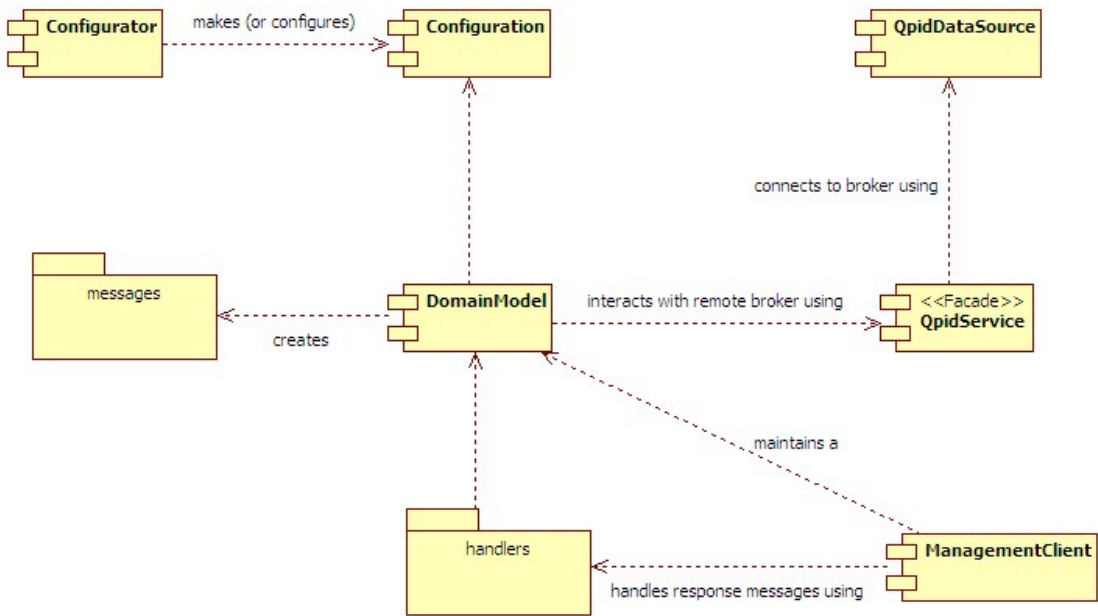 Configurator
makes (or configures)
Configuration
QpidDataSource
connects to broker using
messages
creates
DomainModel
interacts with remote broker using
<<Facade>>
QpidService
maintains a
handlers
handles response messages using
ManagementClient